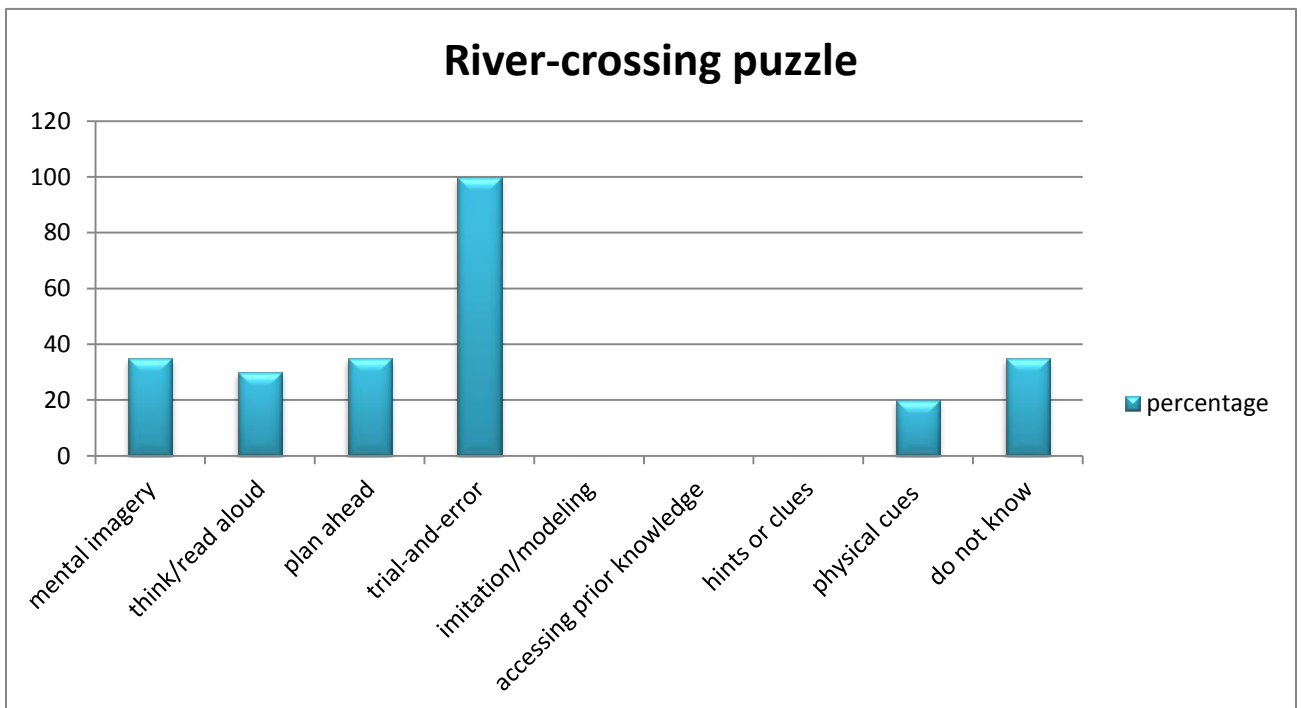 River-crossing puzzle
120
100
80
60
40
20
0
mental imagery
think/read aloud
plan ahead
trial-and-error
imitation/modeling
accessing prior knowledge
hints or clues
physical cues
do not know
percentage